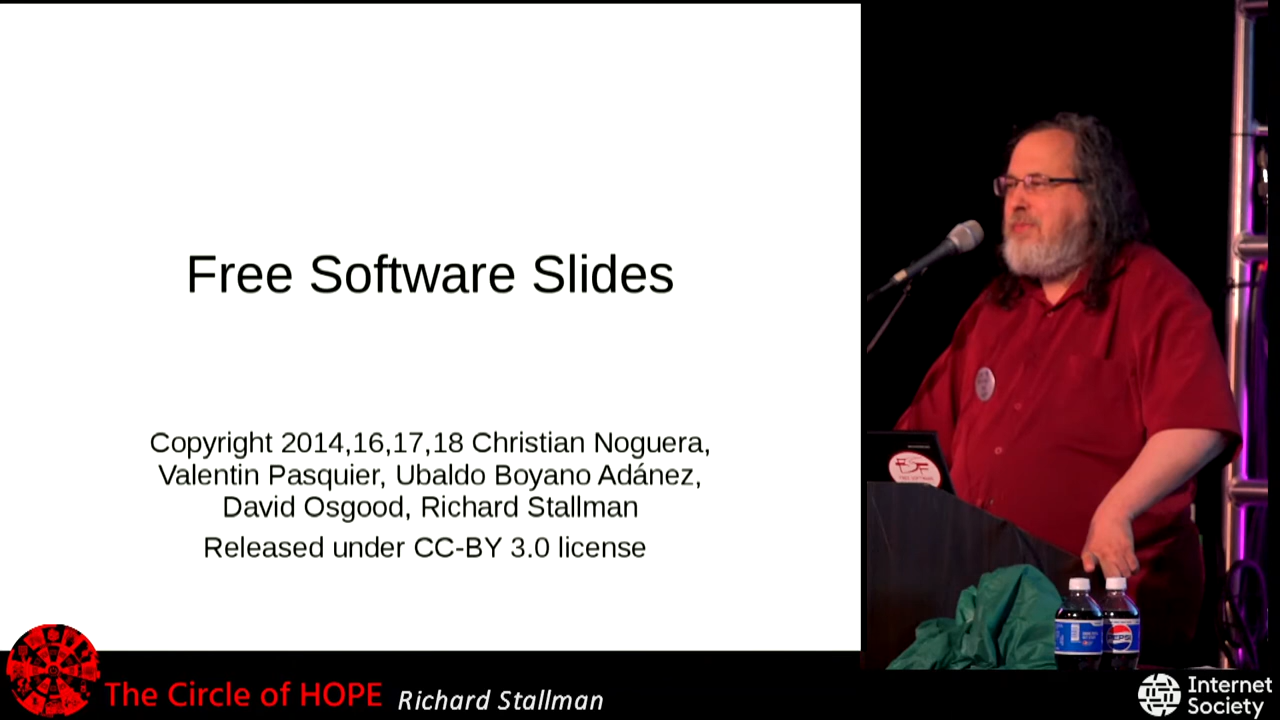 Free Software Slides
Copyright 2014,16,17,18 Christian Noguera,
Valentin Pasquier, Ubaldo Boyano Adánez,
David Osgood, Richard Stallman
Released under CC-BY 3.0 license
FSF
PEPSI
The Circle of HOPE
Richard Stallman
Internet
Society